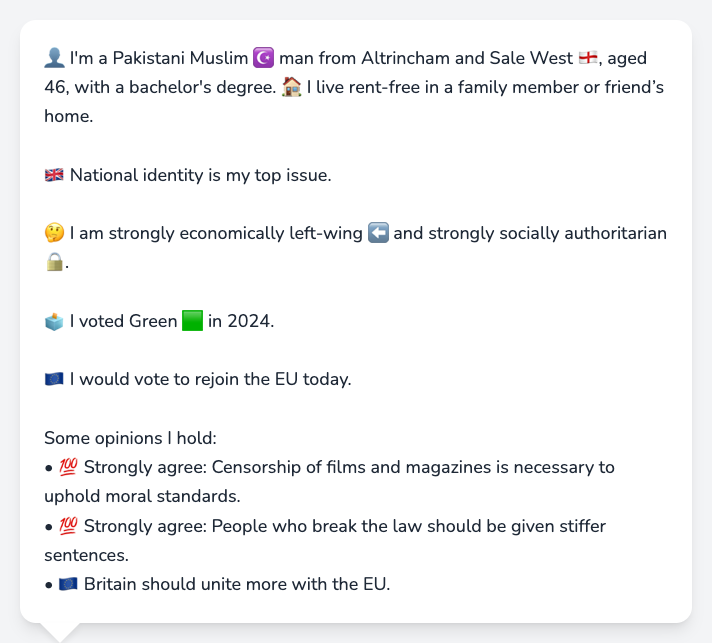 👤 I'm a Pakistani Muslim ☪️ man from Altrincham and Sale West 🏴󠁧󠁢󠁥󠁮󠁧󠁿, aged
46, with a bachelor's degree. 🏠 I live rent-free in a family member or friend’s
home.
🇬🇧 National identity is my top issue.
🤔 I am strongly economically left-wing ⬅️ and strongly socially authoritarian
🔒.
🗳️ I voted Green 🟩 in 2024.
🇪🇺 I would vote to rejoin the EU today.
Some opinions I hold:
• 💯 Strongly agree: Censorship of films and magazines is necessary to
uphold moral standards.
• 💯 Strongly agree: People who break the law should be given stiffer
sentences.
• 🇪🇺 Britain should unite more with the EU.